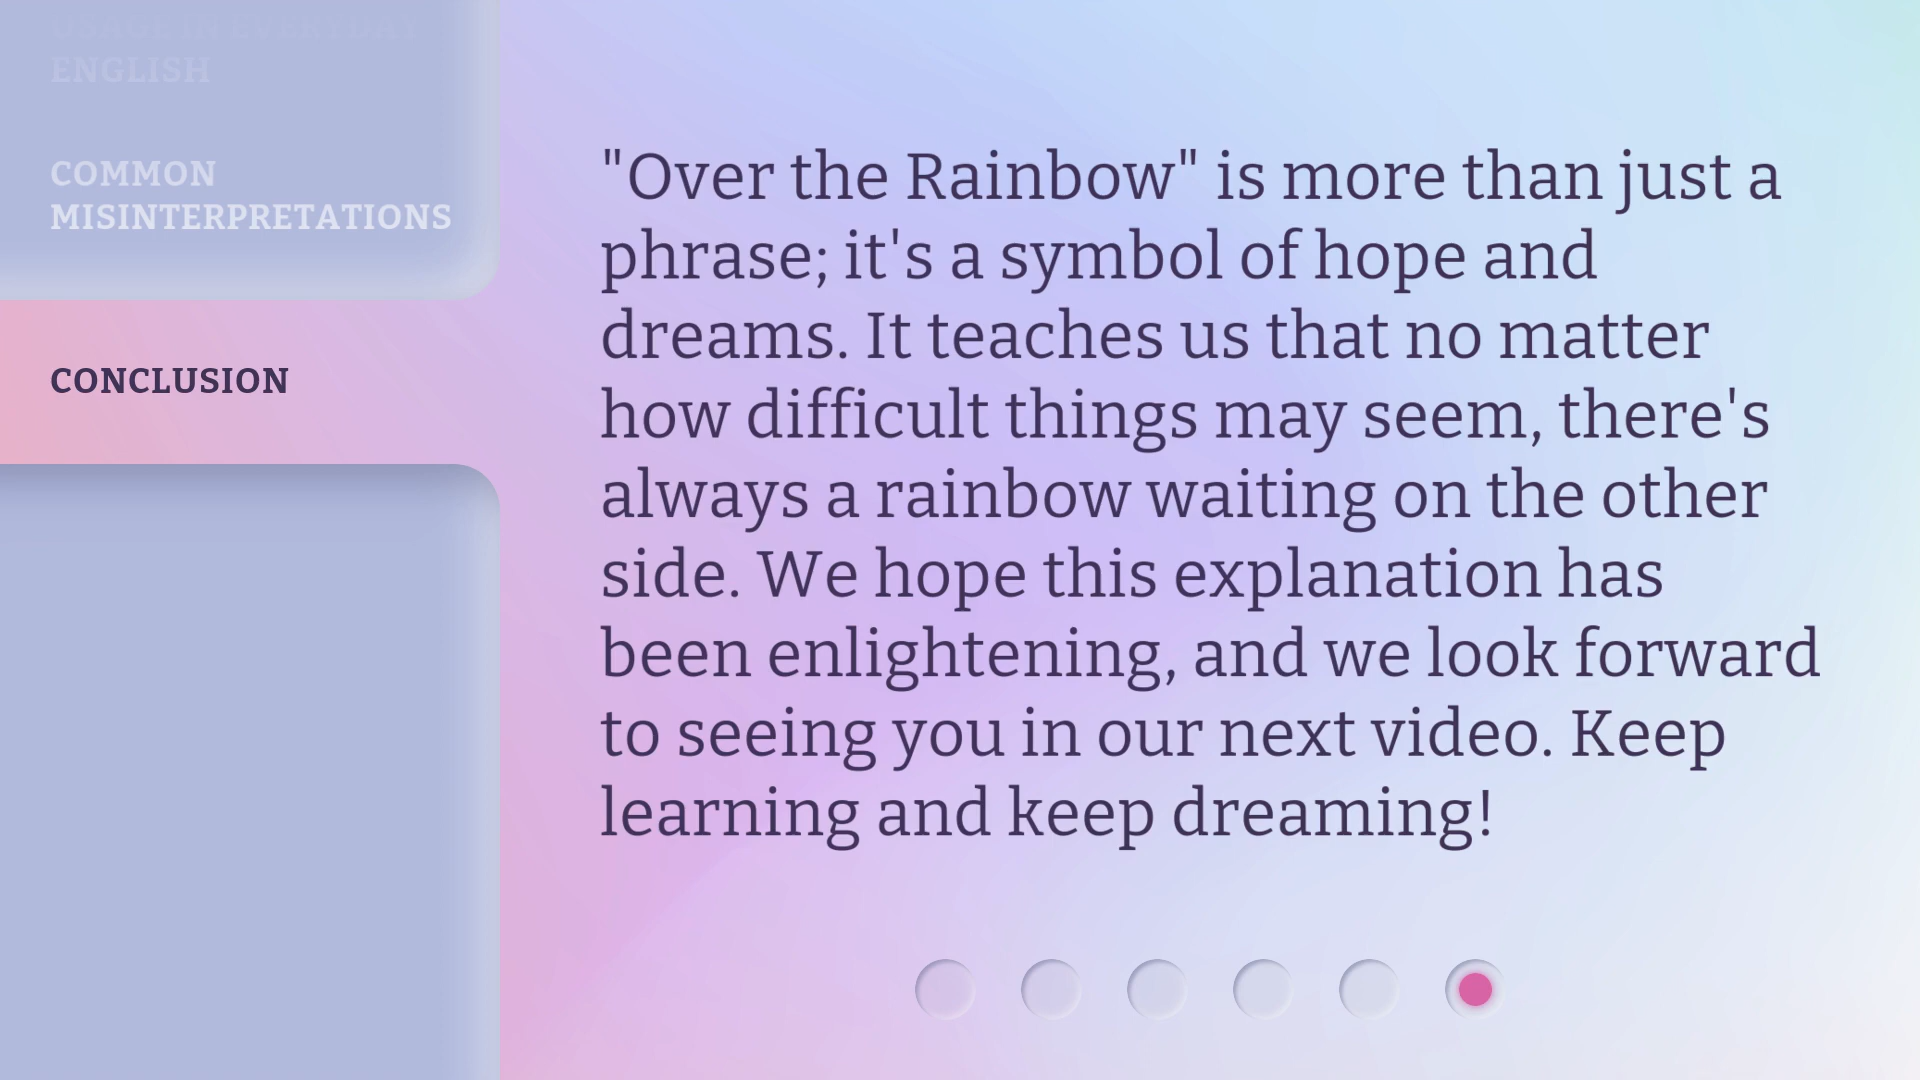 USAGE IN EVERYDAY
ENGLISH
COMMON
MISINTERPRETATIONS
CONCLUSION
"Over the Rainbow" is more than just a
phrase; it's a symbol of hope and
dreams. It teaches us that no matter
how difficult things may seem, there's
always a rainbow waiting on the other
side. We hope this explanation has
been enlightening, and we look forward
to seeing you in our next video. Keep
learning and keep dreaming!